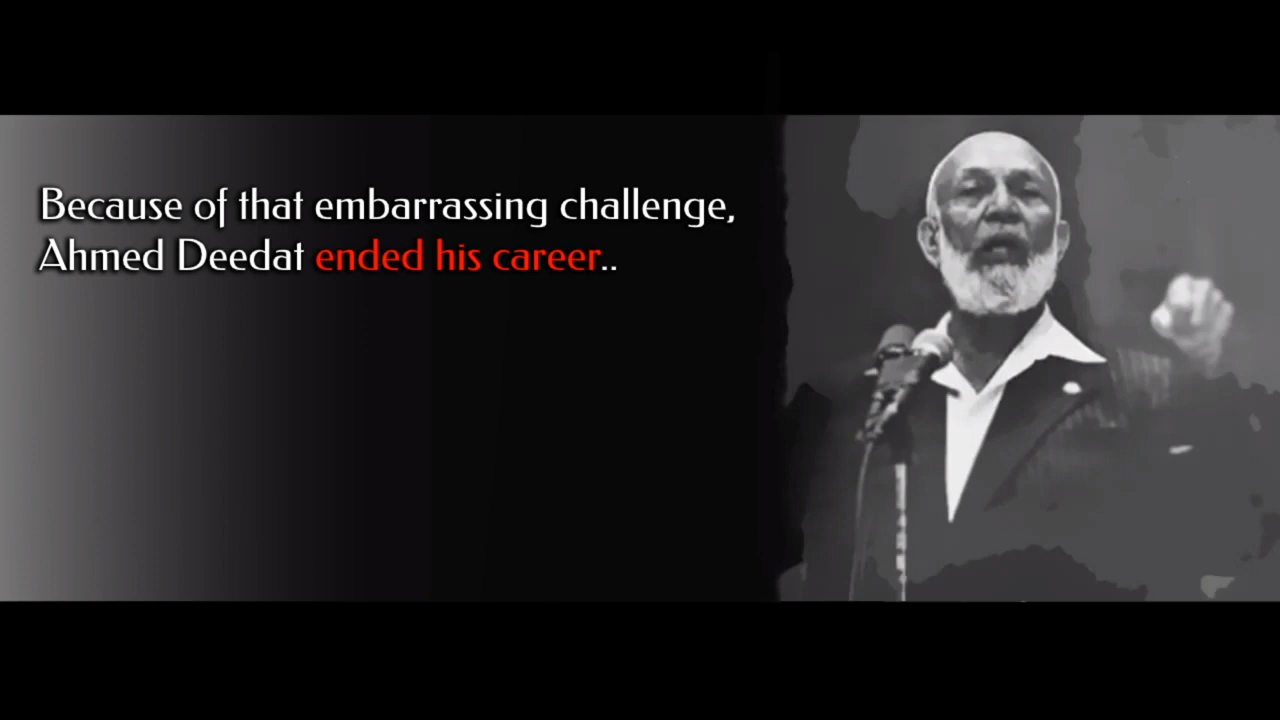 Because of that embarrassing challenge,
Ahmed Deedat ended his career..